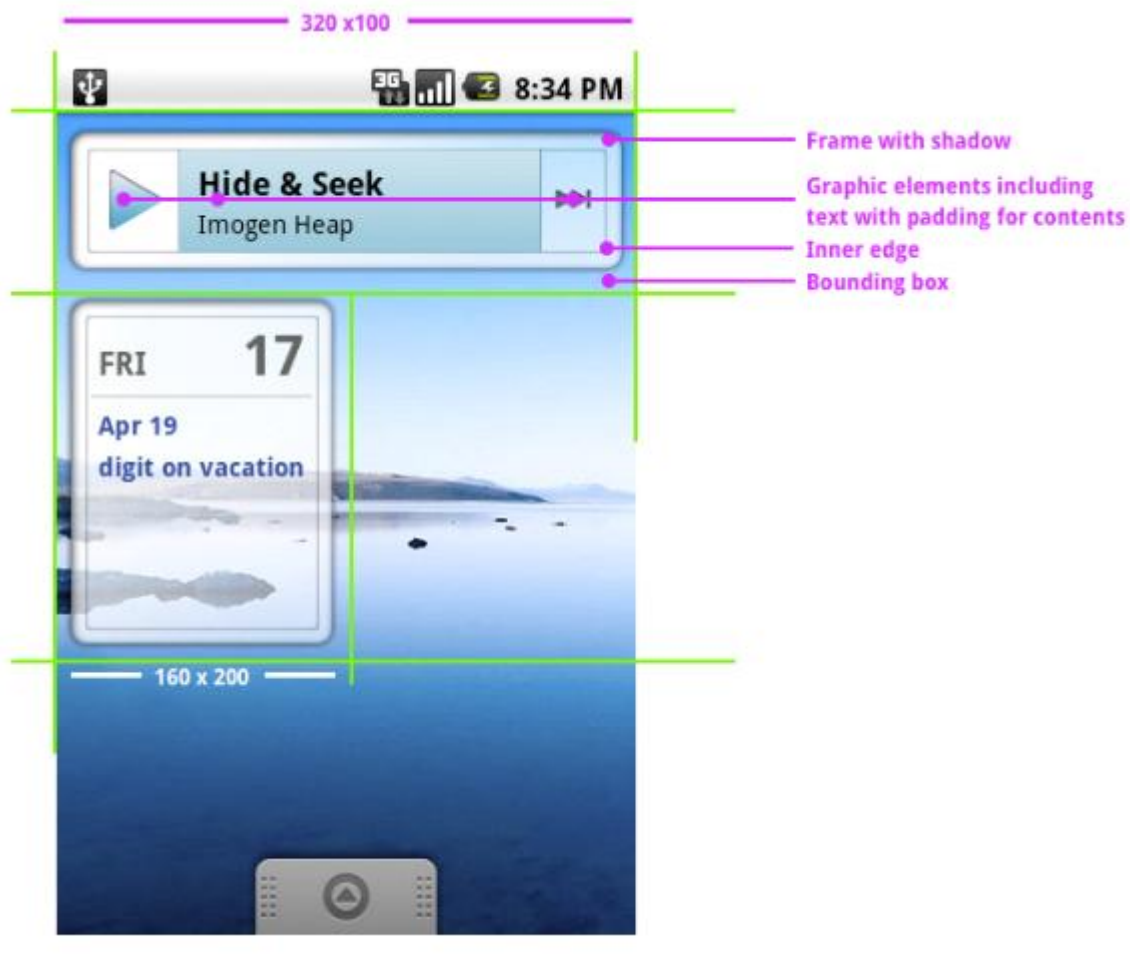 320 x100
3G
8:34 PM
Frame with shadow
Hide & Seek
Imogen Heap
Graphic elements including
text with padding for contents
Inner edge
Bounding box
FRI 17
Apr 19
digit on vacation
160 x 200